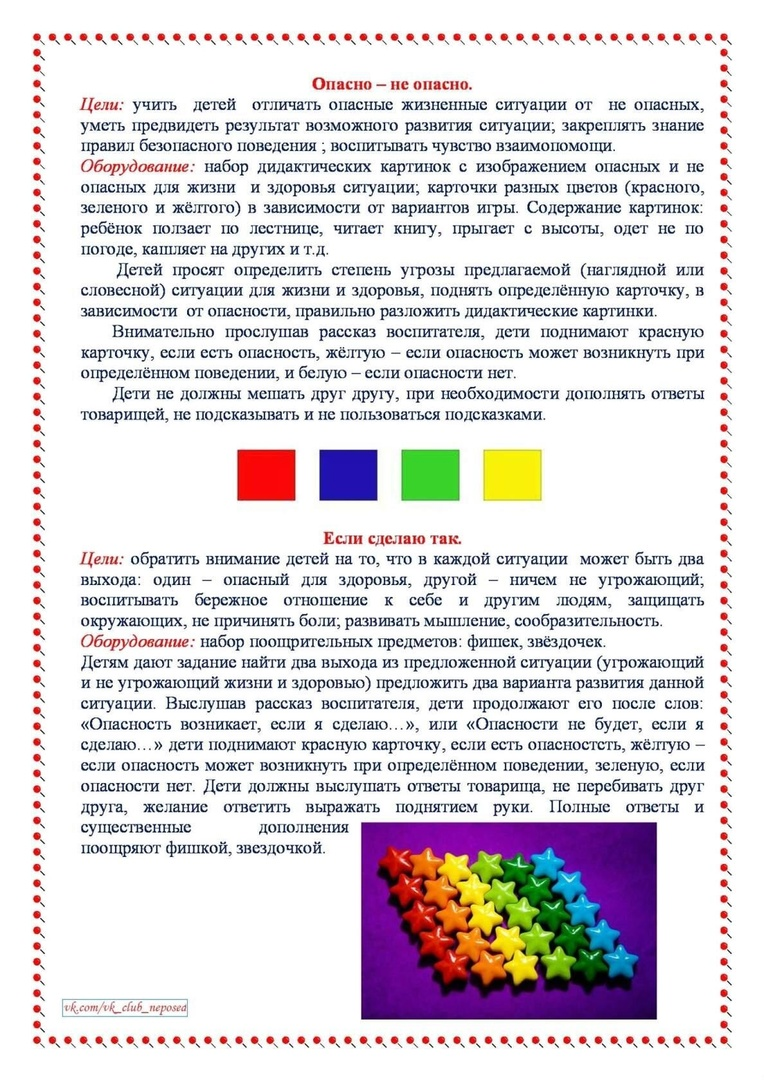 Опасно – не опасно.
Цели: учить детей отличать опасные жизненные ситуации от не опасных,
уметь предвидеть результат возможного развития ситуации; закреплять знание
правил безопасного поведения ; воспитывать чувство взаимопомощи.
Оборудование: набор дидактических картинок с изображением опасных и не
опасных для жизни и здоровья ситуации; карточки разных цветов (красного,
зеленого и жёлтого) в зависимости от вариантов игры. Содержание картинок:
ребёнок ползает по лестнице, читает книгу, прыгает с высоты, одет не по
погоде, кашляет на других и т.д.
Детей просят определить степень угрозы предлагаемой (наглядной или
словесной) ситуации для жизни и здоровья, поднять определённую карточку, в
зависимости от опасности, правильно разложить дидактические картинки.
Внимательно прослушав рассказ воспитателя, дети поднимают красную
карточку, если есть опасность, жёлтую – если опасность может возникнуть при
определённом поведении, и белую – если опасности нет.
Дети не должны мешать друг другу, при необходимости дополнять ответы
товарищей, не подсказывать и не пользоваться подсказками.
Если сделаю так.
Цели: обратить внимание детей на то, что в каждой ситуации может быть два
выхода: один – опасный для здоровья, другой – ничем не угрожающий;
воспитывать бережное отношение к себе и другим людям, защищать
окружающих, не причинять боли; развивать мышление, сообразительность.
Оборудование: набор поощрительных предметов: фишек, звёздочек.
Детям дают задание найти два выхода из предложенной ситуации (угрожающий
и не угрожающий жизни и здоровью) предложить два варианта развития данной
ситуации. Выслушав рассказ воспитателя, дети продолжают его после слов:
«Опасность возникает, если я сделаю…», или «Опасности не будет, если я
сделаю…» дети поднимают красную карточку, если есть опасностсть, жёлтую –
если опасность может возникнуть при определённом поведении, зеленую, если
опасности нет. Дети должны выслушать ответы товарища, не перебивать друг
друга, желание ответить выражать поднятием руки. Полные ответы и
существенные дополнения
поощряют фишкой, звездочкой.
vk.com/vk_club_neposed